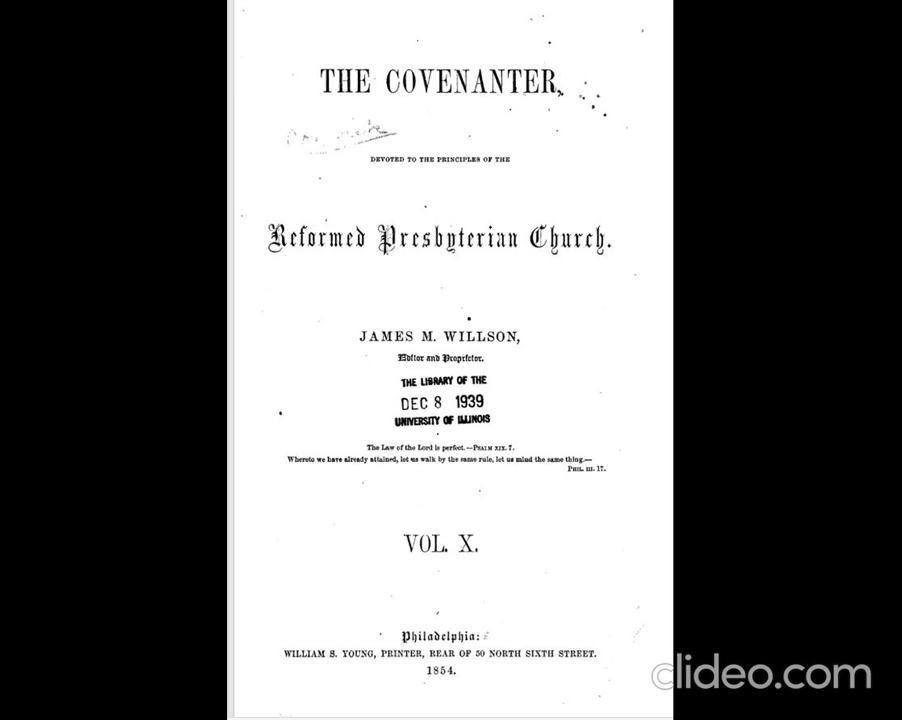 THE COVENANTER,
DEVOTED TO THE PRINCIPLES OF THE
Reformed Presbyterian Church.
JAMES M. WILLSON,
Editor and Proprietor.
THE LIBRARY OF THE
DEC 8 1939
UNIVERSITY OF ILLINOIS
The Law of the Lord is perfect.—PSALM XIX. 7.
Whereto we have already attained, let us walk by the same rule, let us mind the same thing.—
PHIL. III. 17.
VOL. X.
Philadelphia:
WILLIAM S. YOUNG, PRINTER, REAR OF 50 NORTH SIXTH STREET.
1854.
clideo.com